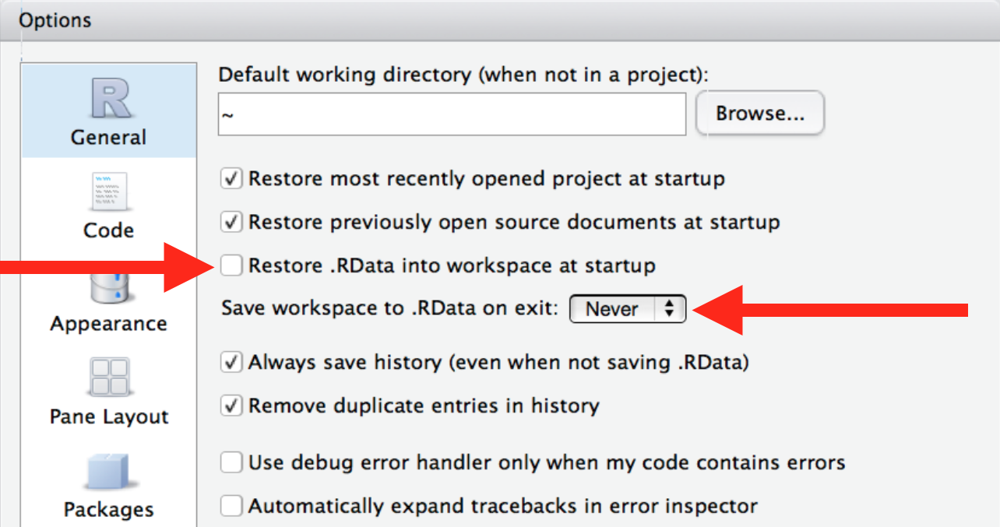 Options
General
Code
Appearance
Pane Layout
Packages
Default working directory (when not in a project):
~
Browse...
Restore most recently opened project at startup
Restore previously open source documents at startup
Restore .RData into workspace at startup
Save workspace to .RData on exit: Never
Always save history (even when not saving .RData)
Remove duplicate entries in history
Use debug error handler only when my code contains errors
Automatically expand tracebacks in error inspector